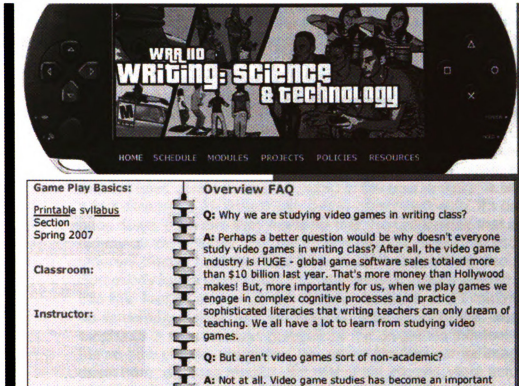 WRA 110
WRiting: science
& technology
HOME SCHEDULE MODULES PROJECTS POLICIES RESOURCES
Game Play Basics:
Printable syllabus
Section
Spring 2007
Classroom:
Instructor:
Overview FAQ
Q: Why we are studying video games in writing class?
A: Perhaps a better question would be why doesn't everyone
study video games in writing class? After all, the video game
industry is HUGE - global game software sales totaled more
than $10 billion last year. That's more money than Hollywood
makes! But, more importantly for us, when we play games we
engage in complex cognitive processes and practice
sophisticated literacies that writing teachers can only dream of
teaching. We all have a lot to learn from studying video
games.
Q: But aren't video games sort of non-academic?
A: Not at all. Video game studies has become an important